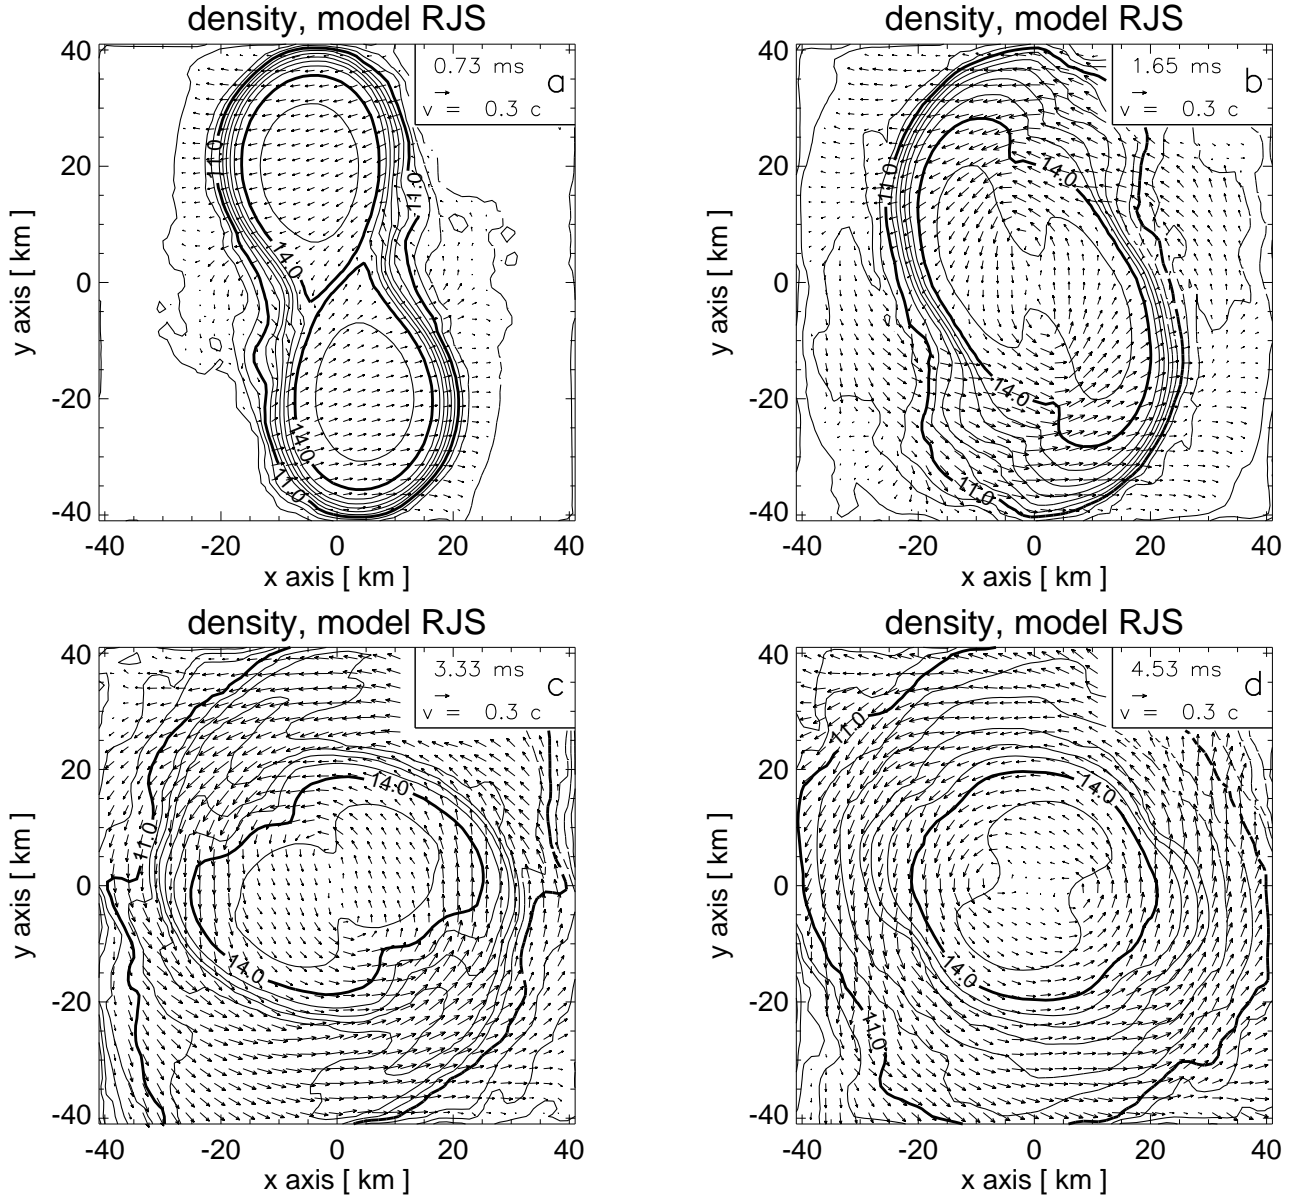 density, model RJS
0.73 ms
a
v = 0.3 c
11.0
11.0
14.0
14.0
11.0
40
20
0
-20
-40
y axis [ km ]
-40 -20 0 20 40
x axis [ km ]
density, model RJS
1.65 ms
b
v = 0.3 c
14.0
11.0
14.0
11.0
40
20
0
-20
-40
y axis [ km ]
-40 -20 0 20 40
x axis [ km ]
density, model RJS
3.33 ms
c
v = 0.3 c
14.0
11.0
14.0
40
20
0
-20
-40
y axis [ km ]
-40 -20 0 20 40
x axis [ km ]
density, model RJS
4.53 ms
d
v = 0.3 c
11.0
14.0
14.0
11.0
40
20
0
-20
-40
y axis [ km ]
-40 -20 0 20 40
x axis [ km ]